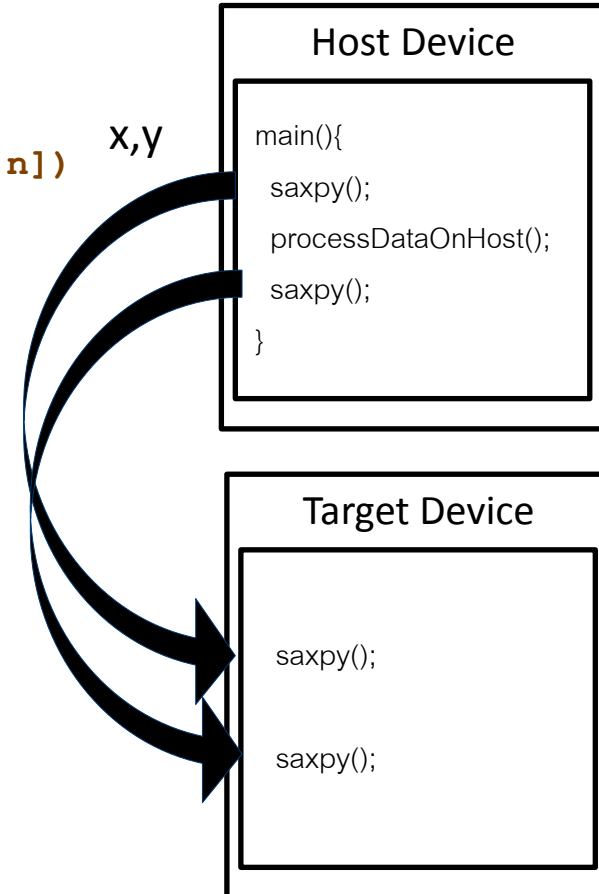 Host Device
n])
x,y
main(){
saxpy();
processDataOnHost();
saxpy();
}
Target Device
saxpy();
saxpy();